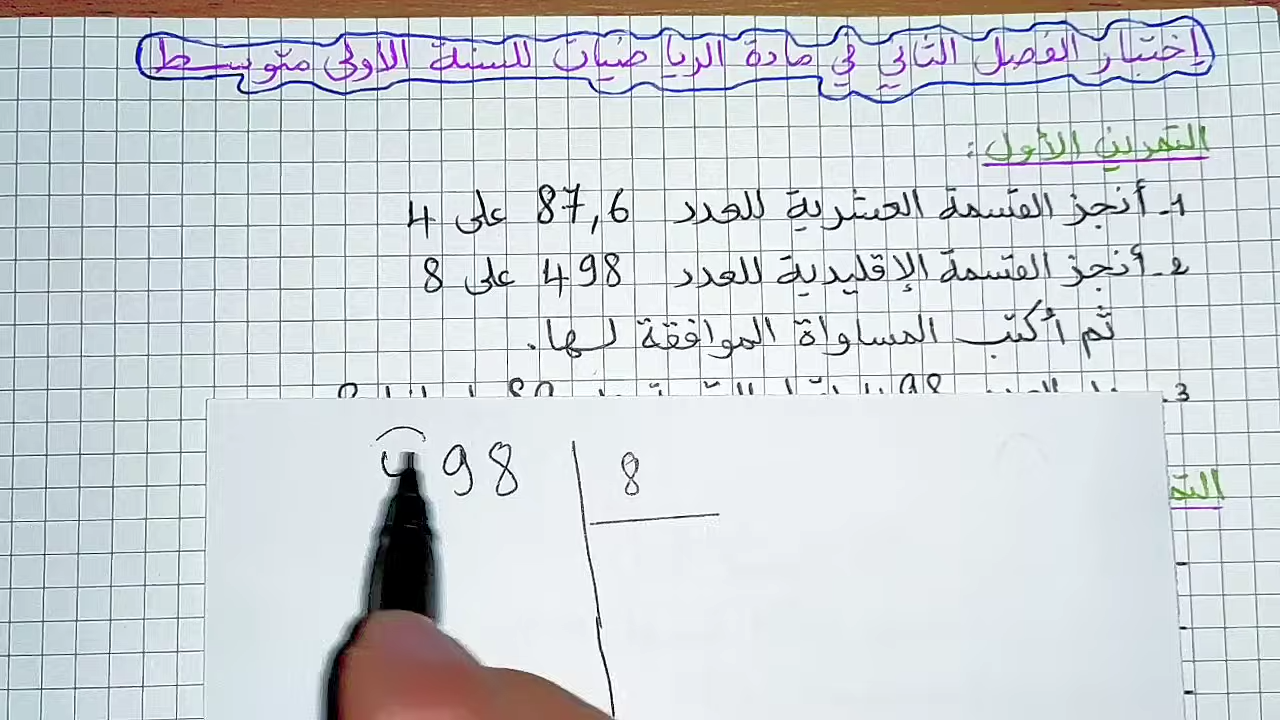 إختبار الفصل الثاني في مادة الرياضيات للسنة الأولى متوسط
التمرين الأول:
1- أنجز القسمة العشرية للعدد 87,6 على 4
2- أنجز القسمة الإقليدية للعدد 498 على 8
ثم أكتب المساواة الموافقة لها.
3
498 8